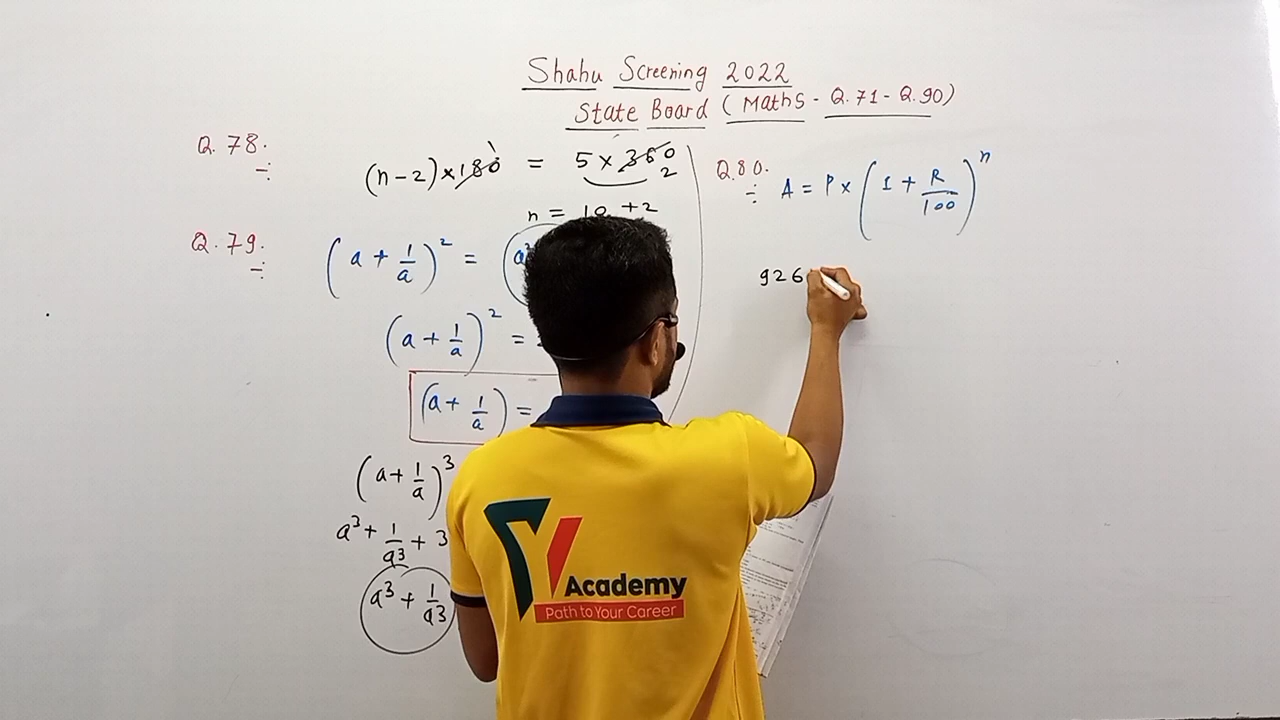 Shahu Screening 2022
State Board (Maths - Q.71 - Q.90)
Q.78.
(n-2)×180 = 5×360
2
n = 10 +2
Q.79.
(a + 1/a)² =
(a + 1/a)² =
(a + 1/a) =
(a + 1/a)³
a³ + 1/a³ + 3
a³ + 1/a³
Q.80.
A = P × (1 + R/100)ⁿ
926
Academy
Path to Your Career